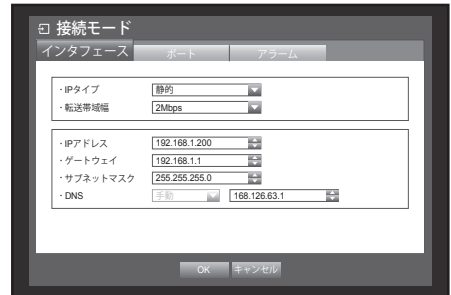 接続モード
インタフェース ポート アラーム
・IPタイプ 静的
・転送帯域幅 2Mbps
・IPアドレス 192.168.1.200
・ゲートウェイ 192.168.1.1
・サブネットマスク 255.255.255.0
・DNS 手動 168.126.63.1
OK キャンセル